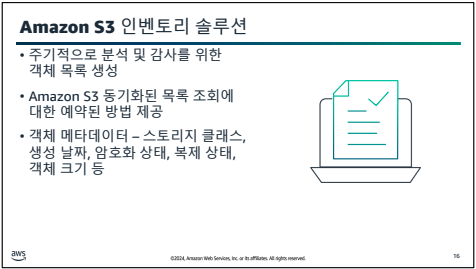 Amazon S3 인벤토리 솔루션
• 주기적으로 분석 및 감사를 위한
객체 목록 생성
• Amazon S3 동기화된 목록 조회에
대한 예약된 방법 제공
• 객체 메타데이터 – 스토리지 클래스,
생성 날짜, 암호화 상태, 복제 상태,
객체 크기 등
aws
©2024, Amazon Web Services, Inc. or its affiliates. All rights reserved.
16